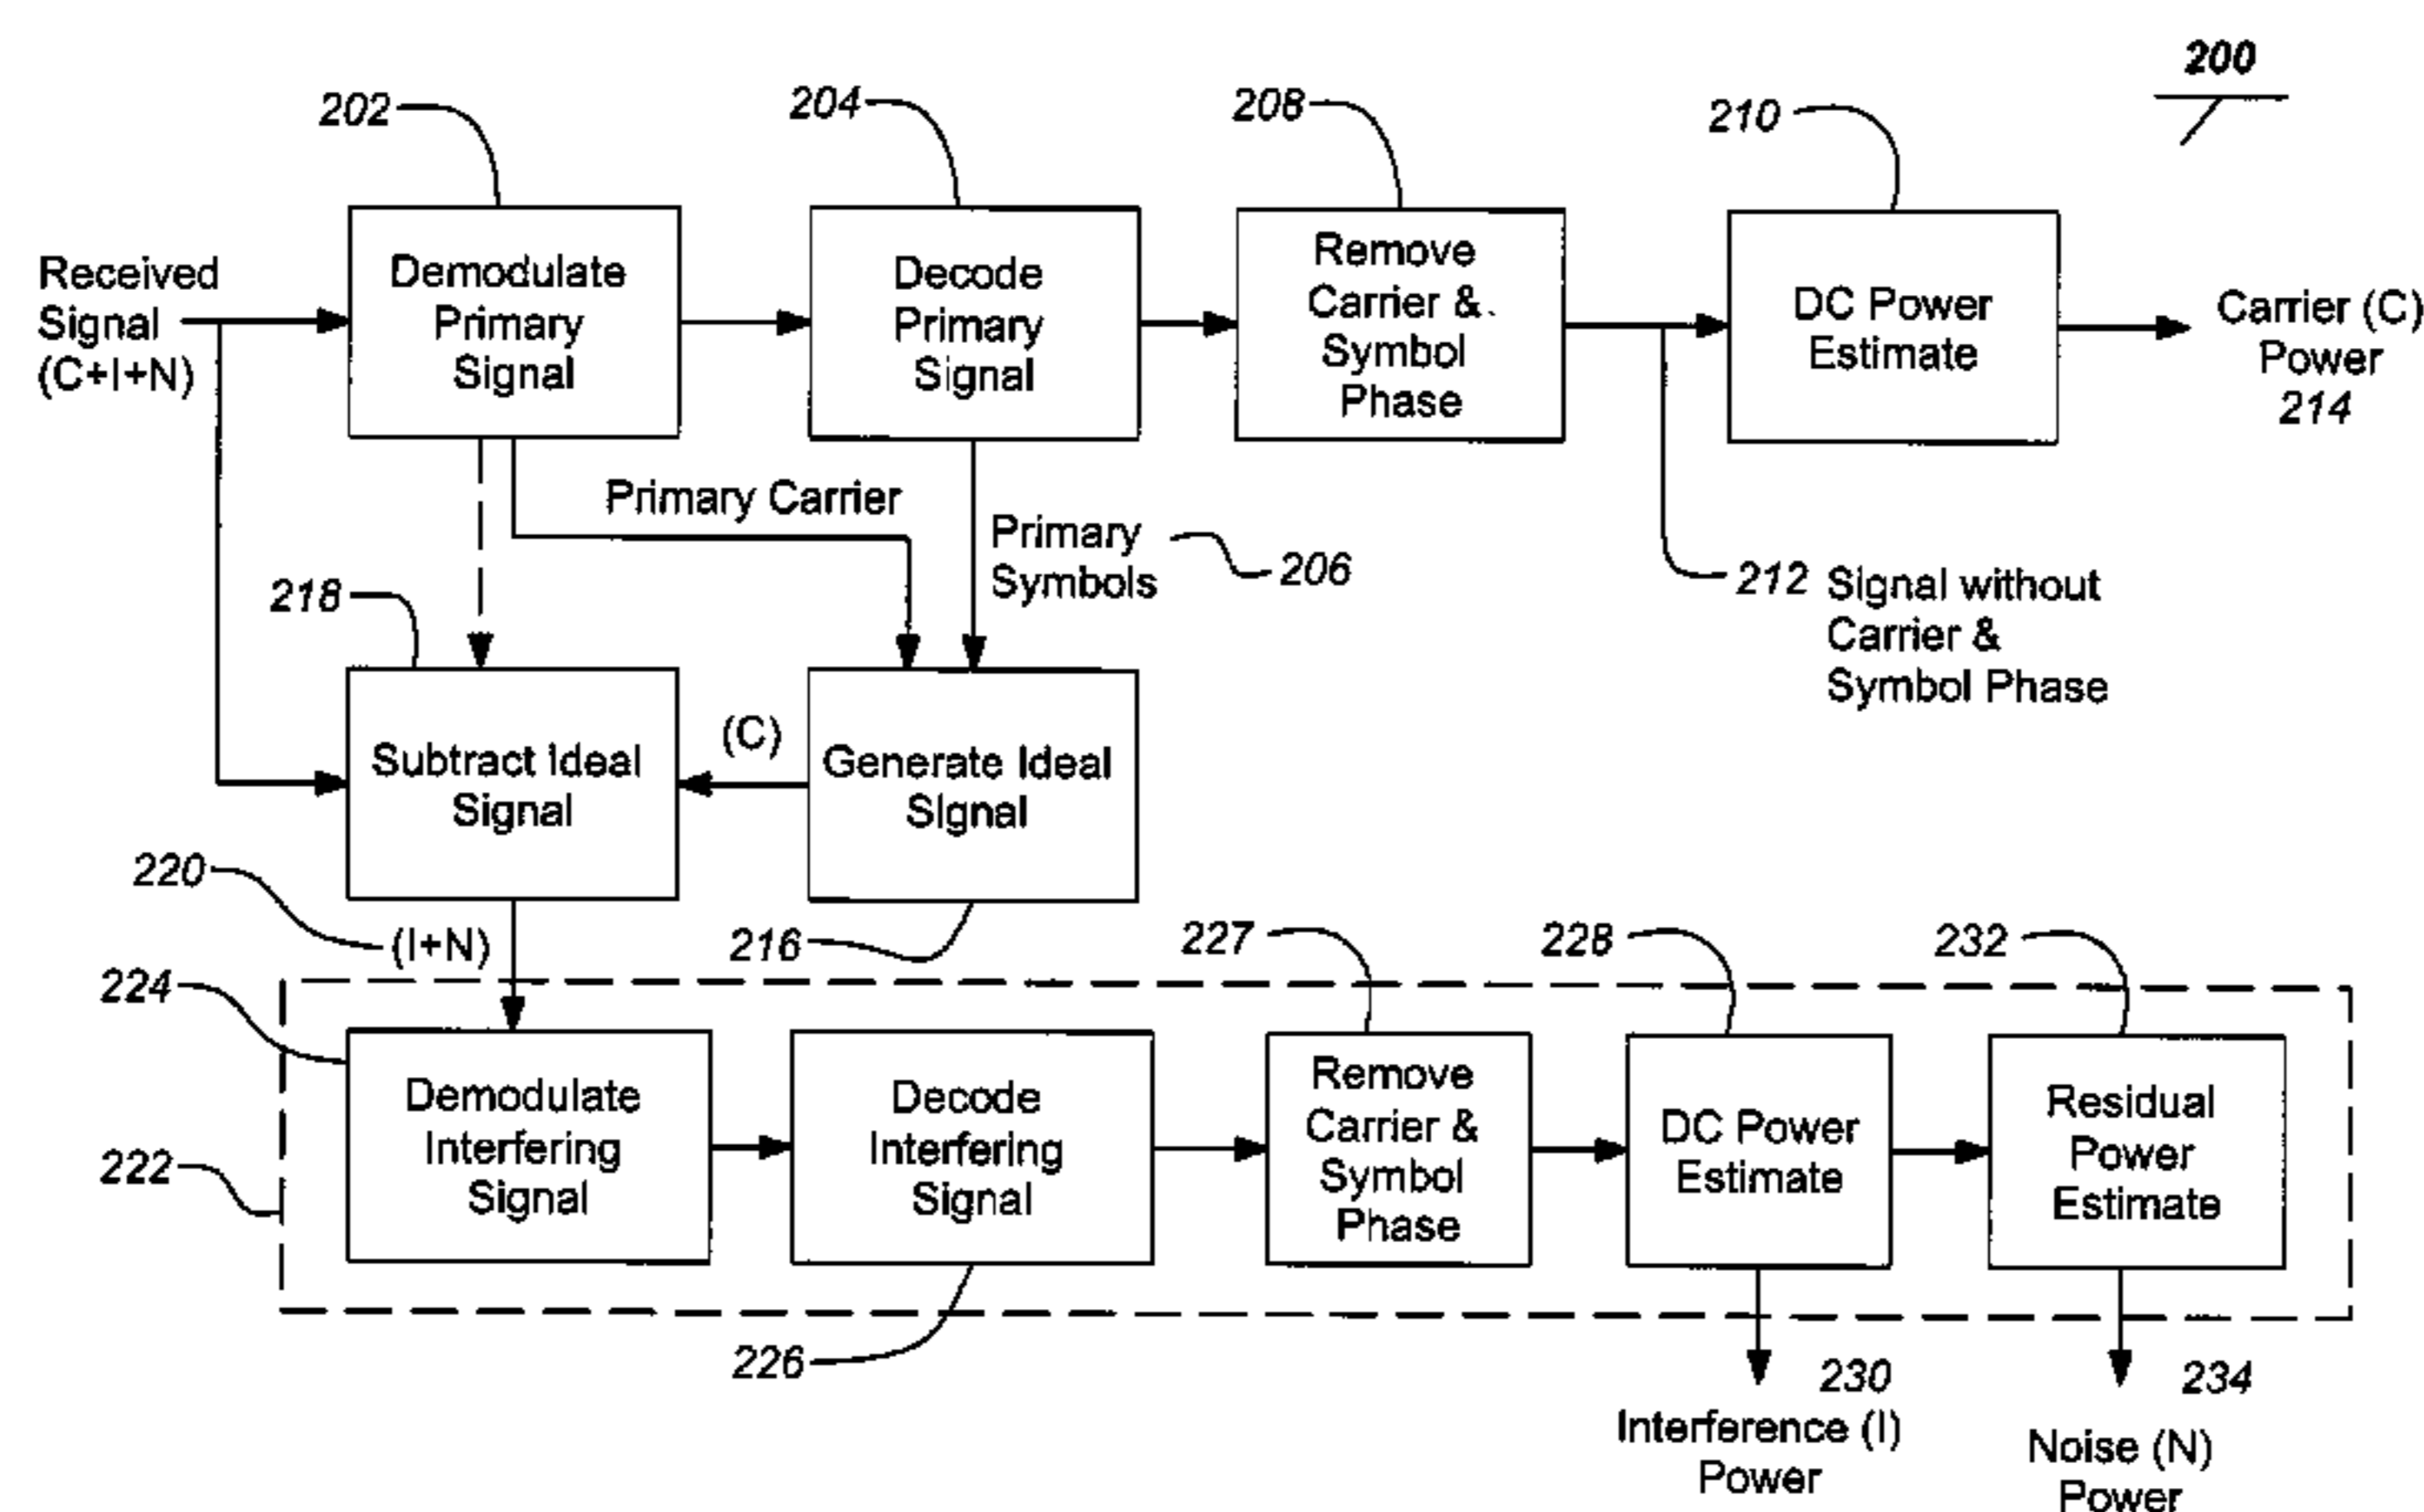 200
202
204
208
210
Received
Signal
(C+I+N)
Demodulate
Primary
Signal
Decode
Primary
Signal
Remove
Carrier &
Symbol
Phase
DC Power
Estimate
Carrier (C)
Power
214
Primary Carrier
Primary
Symbols
206
212 Signal without
Carrier &
Symbol Phase
218
Subtract Ideal
Signal
(C)
Generate Ideal
Signal
220
(I+N)
216
227
228
232
224
222
Demodulate
Interfering
Signal
Decode
Interfering
Signal
Remove
Carrier &
Symbol
Phase
DC Power
Estimate
Residual
Power
Estimate
226
230
Interference (I)
Power
234
Noise (N)
Power